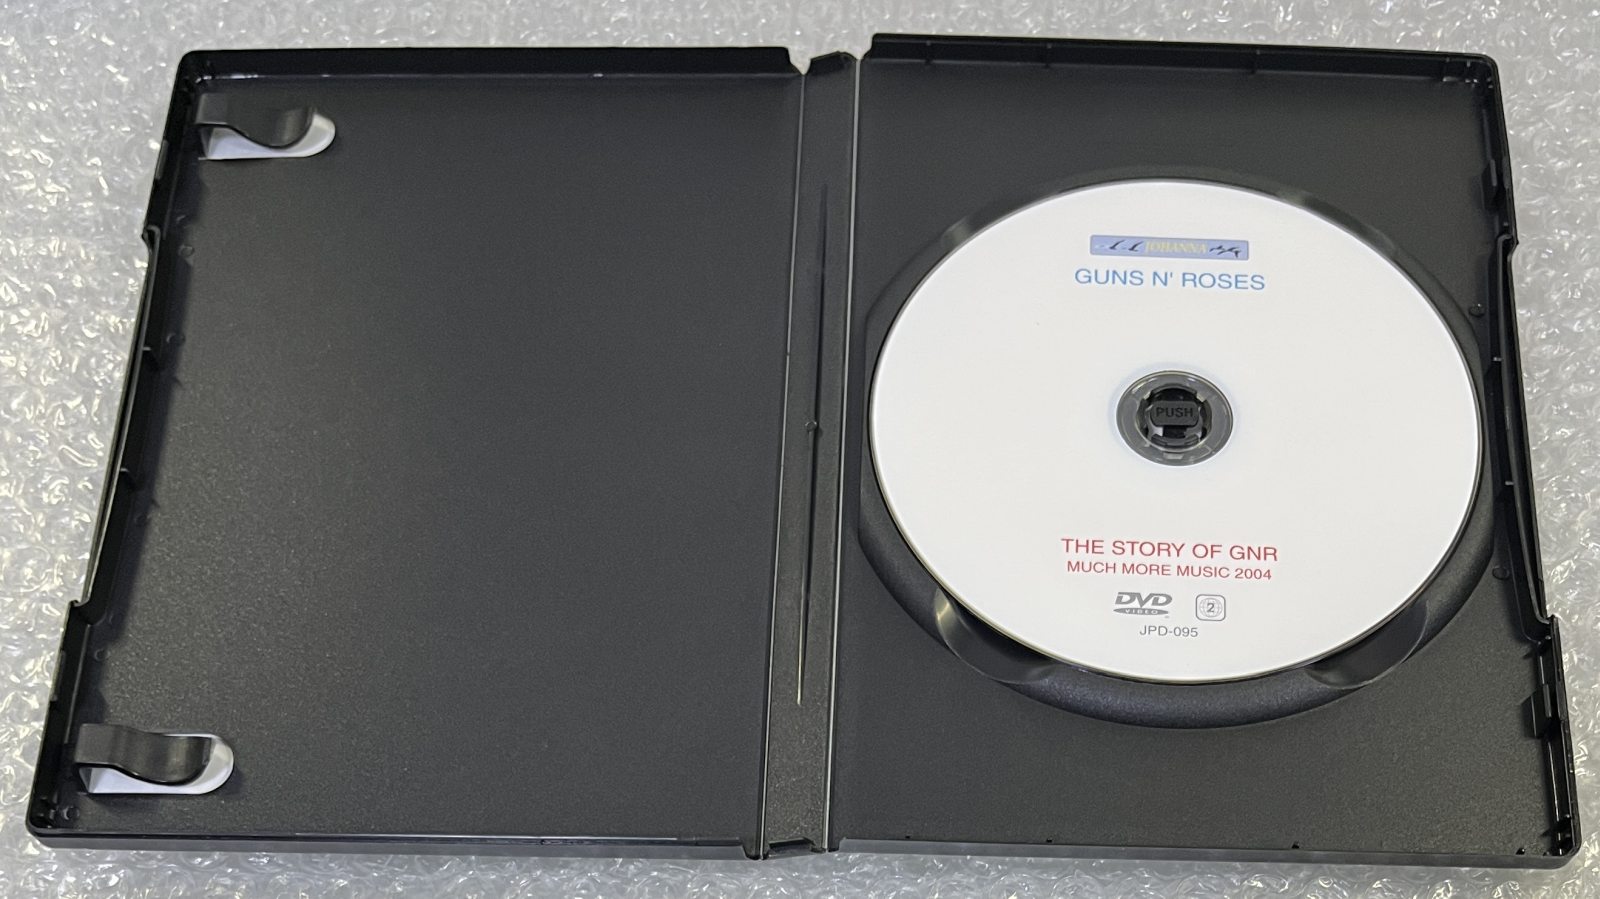 JOHANNA
GUNS N' ROSES
PUSH
THE STORY OF GNR
MUCH MORE MUSIC 2004
DVD
VIDEO
2
JPD-095